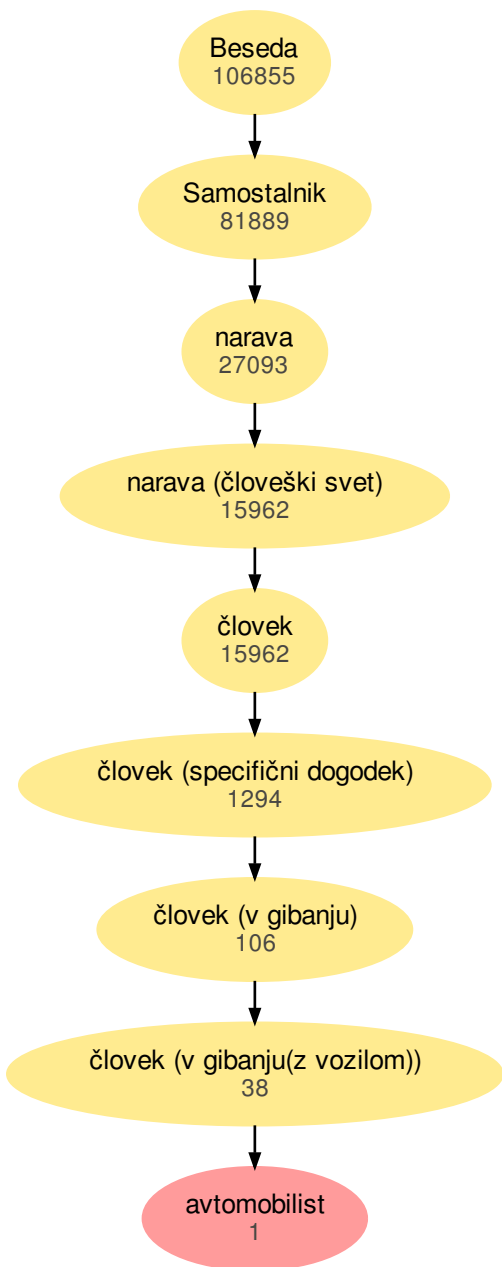 Beseda
106855
Samostalnik
81889
narava
27093
narava (človeški svet)
15962
človek
15962
človek (specifični dogodek)
1294
človek (v gibanju)
106
človek (v gibanju(z vozilom))
38
avtomobilist
1